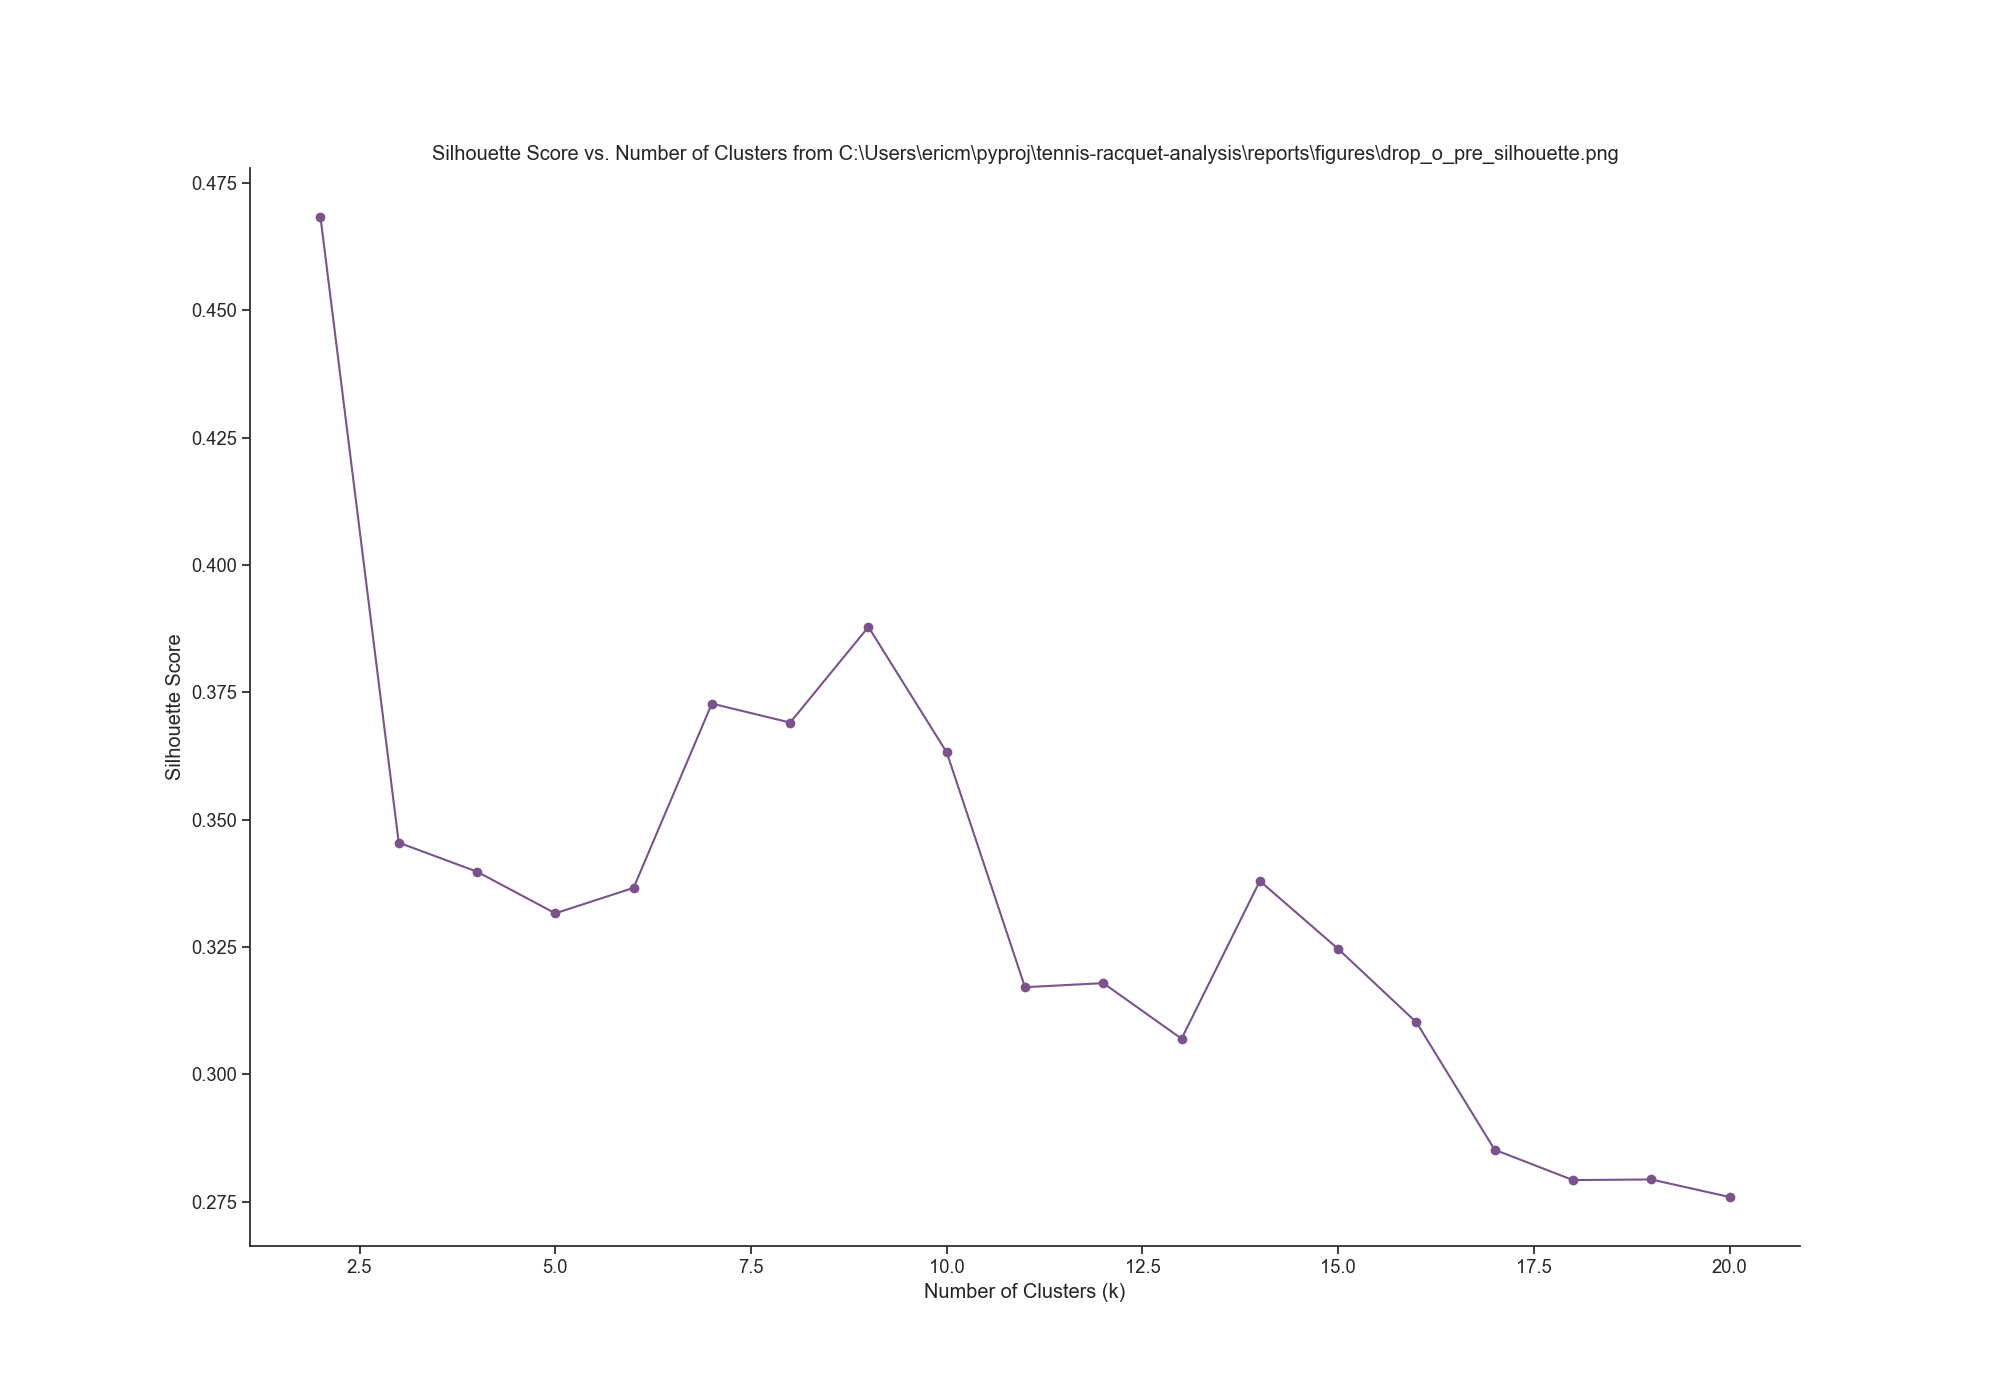 Silhouette Score vs. Number of Clusters from C:\Users\ericm\pyproj\tennis-racquet-analysis\reports\figures\drop_o_pre_silhouette.png
0.475
0.450
0.425
0.400
0.375
0.350
0.325
0.300
0.275
Silhouette Score
2.5 5.0 7.5 10.0 12.5 15.0 17.5 20.0
Number of Clusters (k)